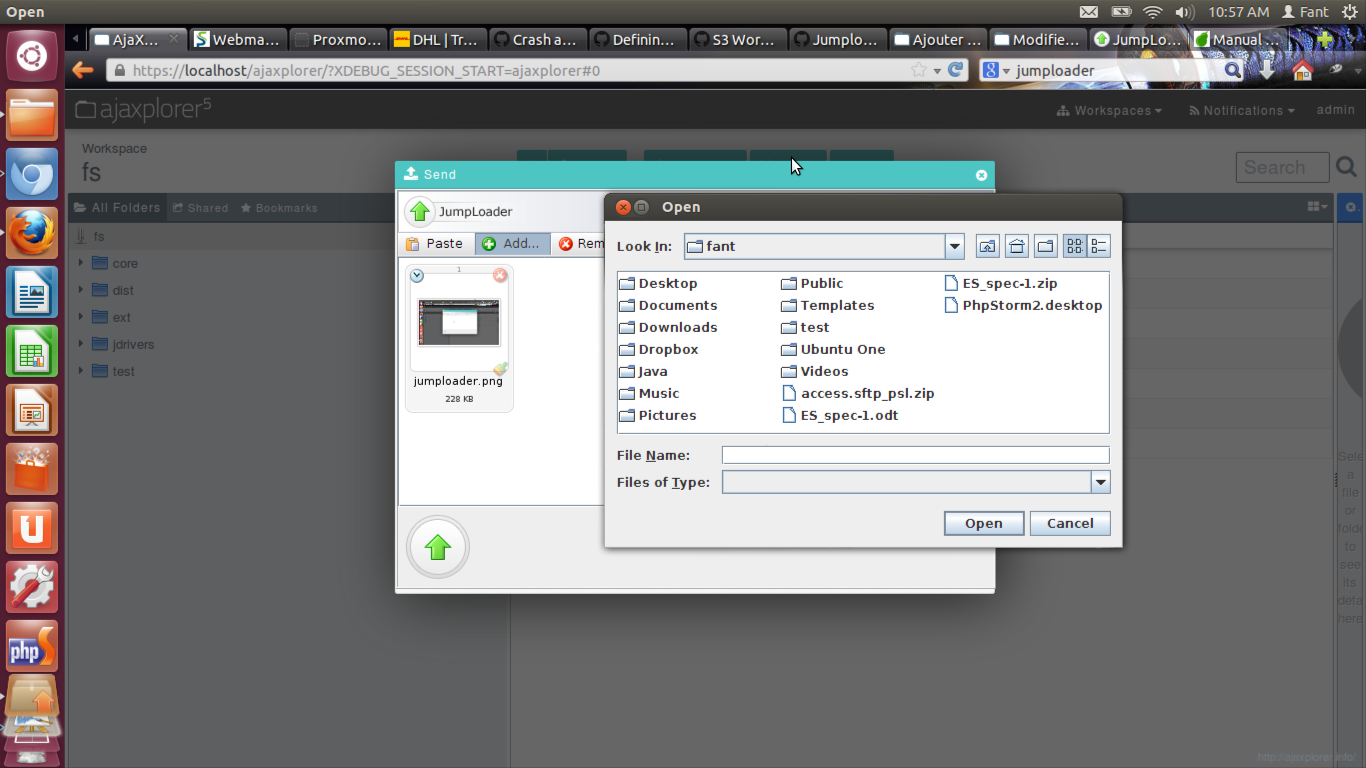 Open
10:57 AM Fant
AjaX...
Webma...
Proxmo...
DHL | Tr...
Crash a...
Definin...
S3 Wor...
Jumplo...
Ajouter ...
Modifie...
JumpLo...
Manual ...
https://localhost/ajaxplorer/?XDEBUG_SESSION_START=ajaxplorer#0
jumploader
ajaxplorer5
Workspaces
Notifications
admin
Workspace
fs
Search
All Folders
Shared
Bookmarks
fs
core
dist
ext
jdrivers
test
Send
JumpLoader
Paste
Add...
Rem
1
jumploader.png
228 KB
Open
Look In:
fant
Desktop
Documents
Downloads
Dropbox
Java
Music
Pictures
Public
Templates
test
Ubuntu One
Videos
access.sftp_psl.zip
ES_spec-1.odt
ES_spec-1.zip
PhpStorm2.desktop
File Name:
Files of Type:
Open
Cancel
Sele
a
file
or
folde
to
see
its
deta
here
php S
http://ajaxplorer.info/